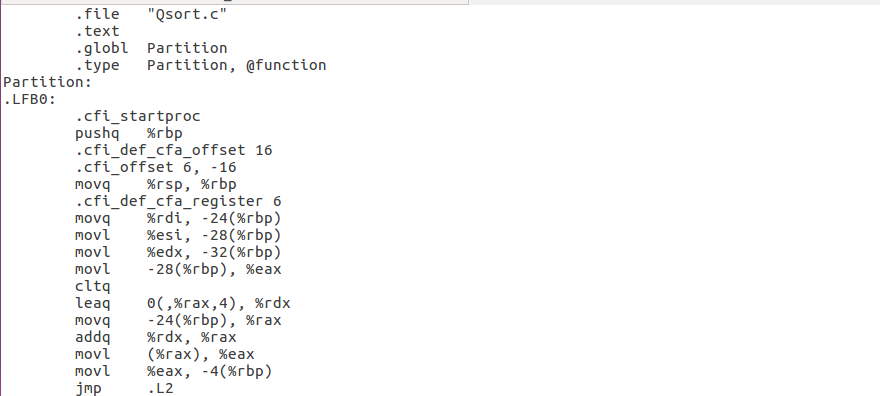 .file "Qsort.c"
.text
.globl Partition
.type Partition, @function
Partition:
.LFB0:
.cfi_startproc
pushq %rbp
.cfi_def_cfa_offset 16
.cfi_offset 6, -16
movq %rsp, %rbp
.cfi_def_cfa_register 6
movq %rdi, -24(%rbp)
movl %esi, -28(%rbp)
movl %edx, -32(%rbp)
movl -28(%rbp), %eax
cltq
leaq 0(,%rax,4), %rdx
movq -24(%rbp), %rax
addq %rdx, %rax
movl (%rax), %eax
movl %eax, -4(%rbp)
jmp .L2